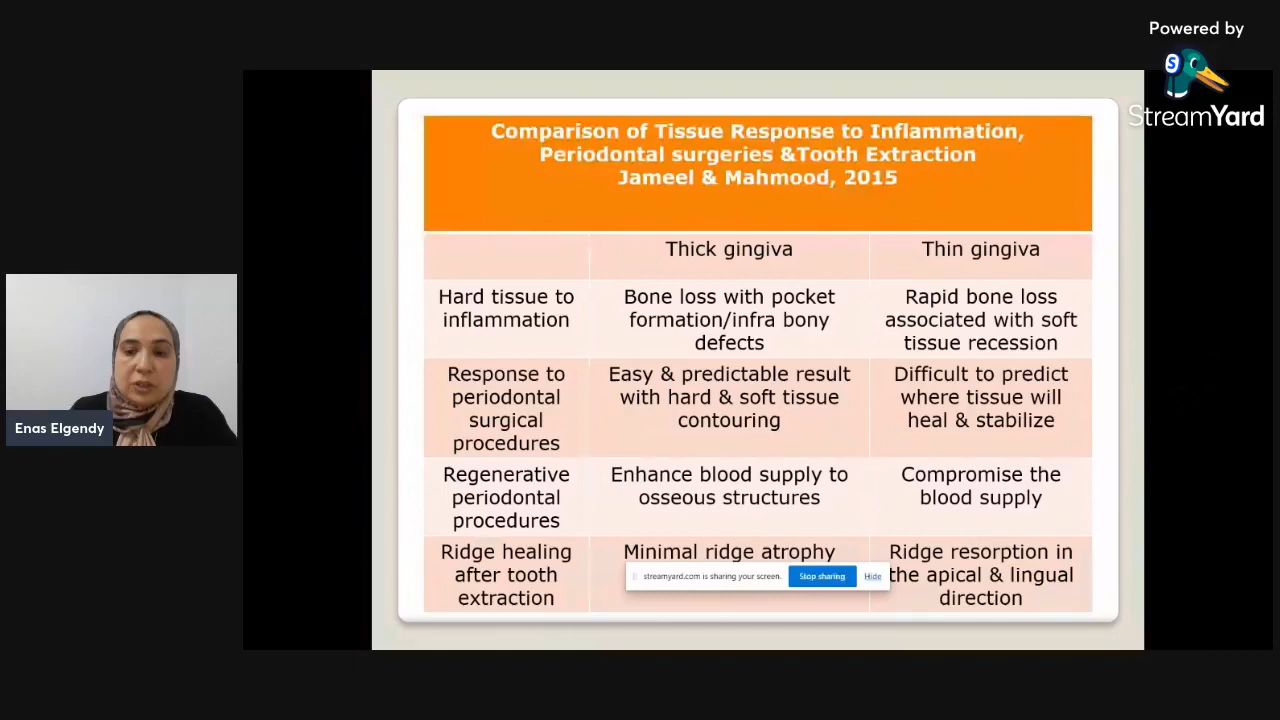 Powered by
StreamYard
Comparison of Tissue Response to Inflammation,
Periodontal surgeries &Tooth Extraction
Jameel & Mahmood, 2015
Thick gingiva
Thin gingiva
Hard tissue to
inflammation
Bone loss with pocket
formation/infra bony
defects
Rapid bone loss
associated with soft
tissue recession
Response to
periodontal
surgical
procedures
Easy & predictable result
with hard & soft tissue
contouring
Difficult to predict
where tissue will
heal & stabilize
Regenerative
periodontal
procedures
Enhance blood supply to
osseous structures
Compromise the
blood supply
Ridge healing
after tooth
extraction
Minimal ridge atrophy
Ridge resorption in
the apical & lingual
direction
streamyard.com is sharing your screen.
Stop sharing
Hide
Enas Elgendy